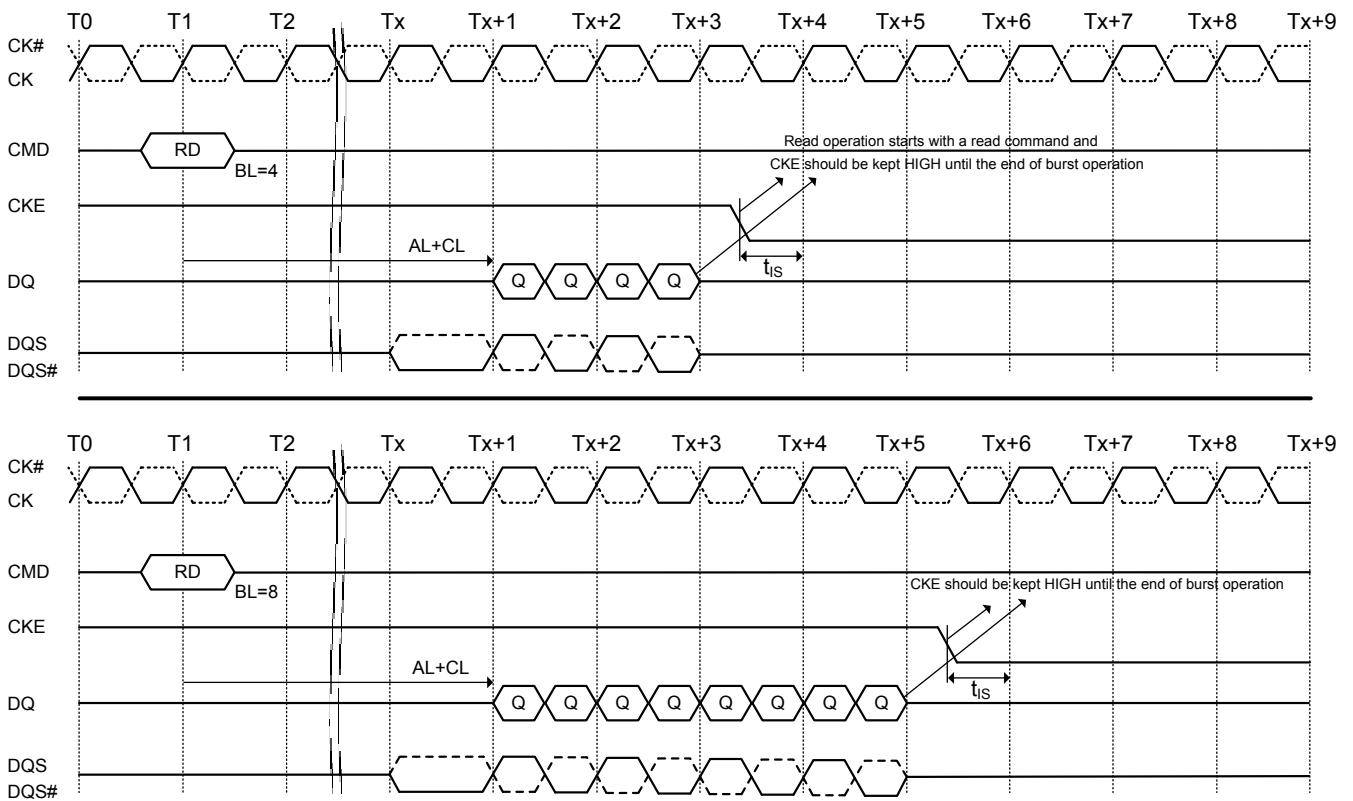 T0 T1 T2 Tx Tx+1 Tx+2 Tx+3 Tx+4 Tx+5 Tx+6 Tx+7 Tx+8 Tx+9
CK#
CK
CMD RD
BL=4
Read operation starts with a read command and
CKE should be kept HIGH until the end of burst operation
CKE
AL+CL
tIS
DQ Q Q Q Q
DQS
DQS#
T0 T1 T2 Tx Tx+1 Tx+2 Tx+3 Tx+4 Tx+5 Tx+6 Tx+7 Tx+8 Tx+9
CK#
CK
CMD RD
BL=8
CKE should be kept HIGH until the end of burst operation
CKE
AL+CL
tIS
DQ Q Q Q Q Q Q Q Q
DQS
DQS#